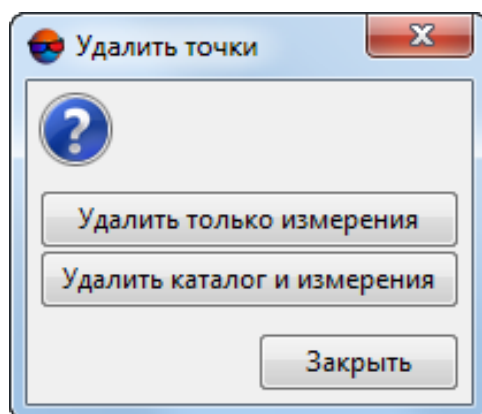 Удалить точки
Удалить только измерения
Удалить каталог и измерения
Закрыть